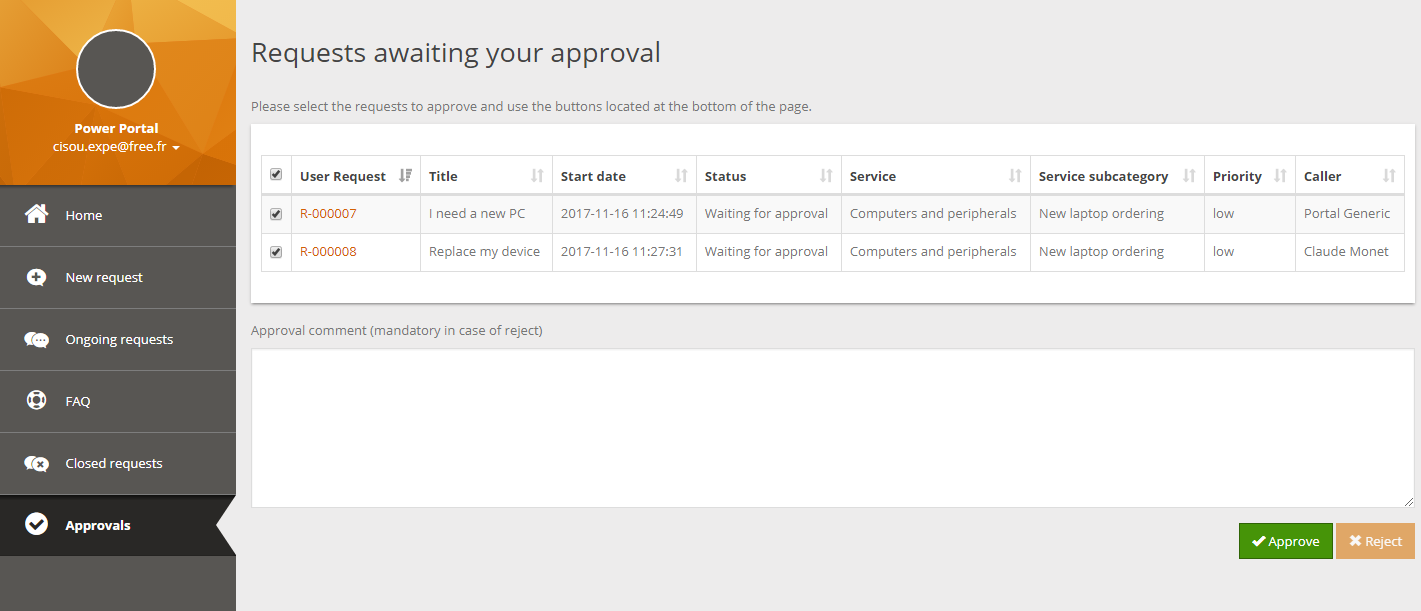 Power Portal
cisou.expe@free.fr
Home
New request
Ongoing requests
FAQ
Closed requests
Approvals
Requests awaiting your approval
Please select the requests to approve and use the buttons located at the bottom of the page.
User Request Title Start date Status Service Service subcategory Priority Caller
R-000007 I need a new PC 2017-11-16 11:24:49 Waiting for approval Computers and peripherals New laptop ordering low Portal Generic
R-000008 Replace my device 2017-11-16 11:27:31 Waiting for approval Computers and peripherals New laptop ordering low Claude Monet
Approval comment (mandatory in case of reject)
Approve Reject